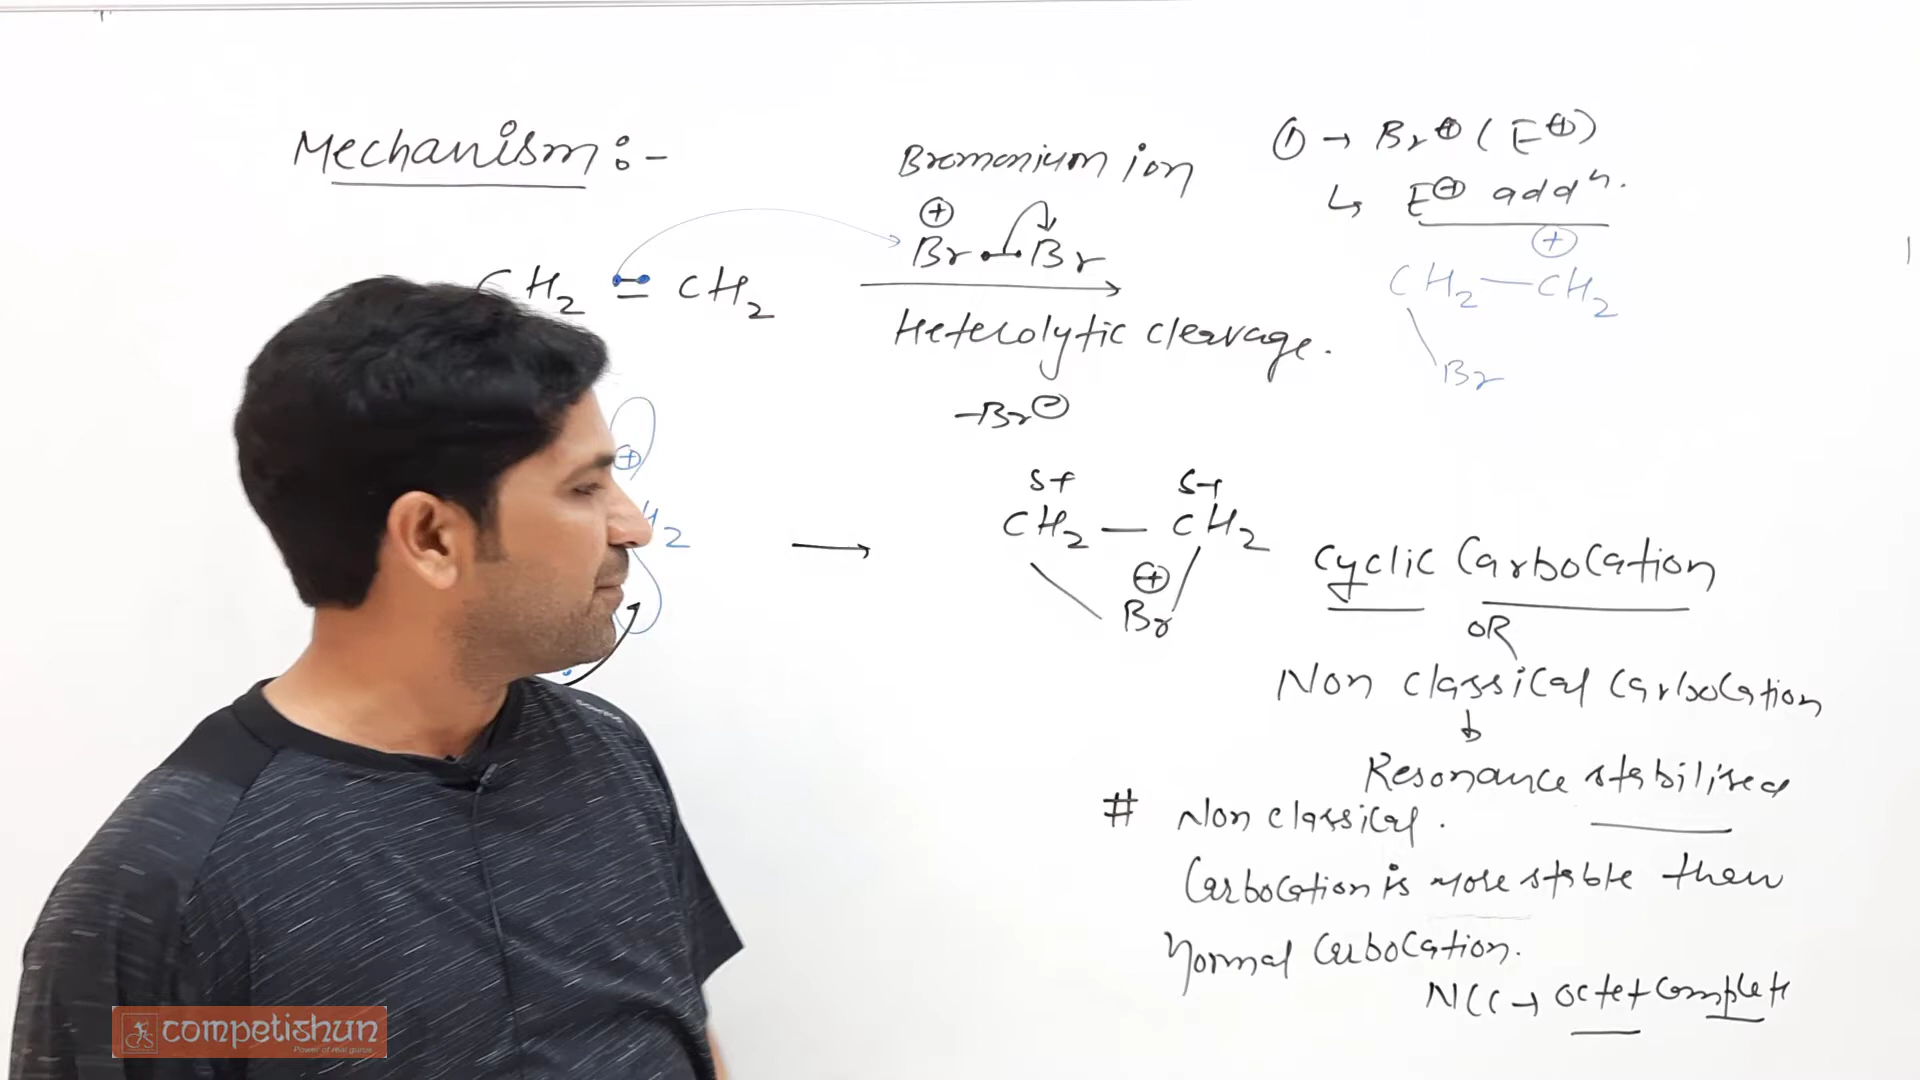 Mechanism :-
Bromonium ion
① → Br⊕ ( E⊕)
↳ E⊕ addⁿ.
⊕
Br — Br
CH2 = CH2
⊕
CH2 — CH2
Br
Heterolytic cleavage.
-Br⊖
⊕
H2
→
δ+ δ+
CH2 — CH2
⊕
Br
Cyclic Carbocation
OR
Non classical Carbocation
Resonance stabilised
# Non classical.
Carbocation is more stable then
Normal Carbocation.
NCC → octet complete
competishun